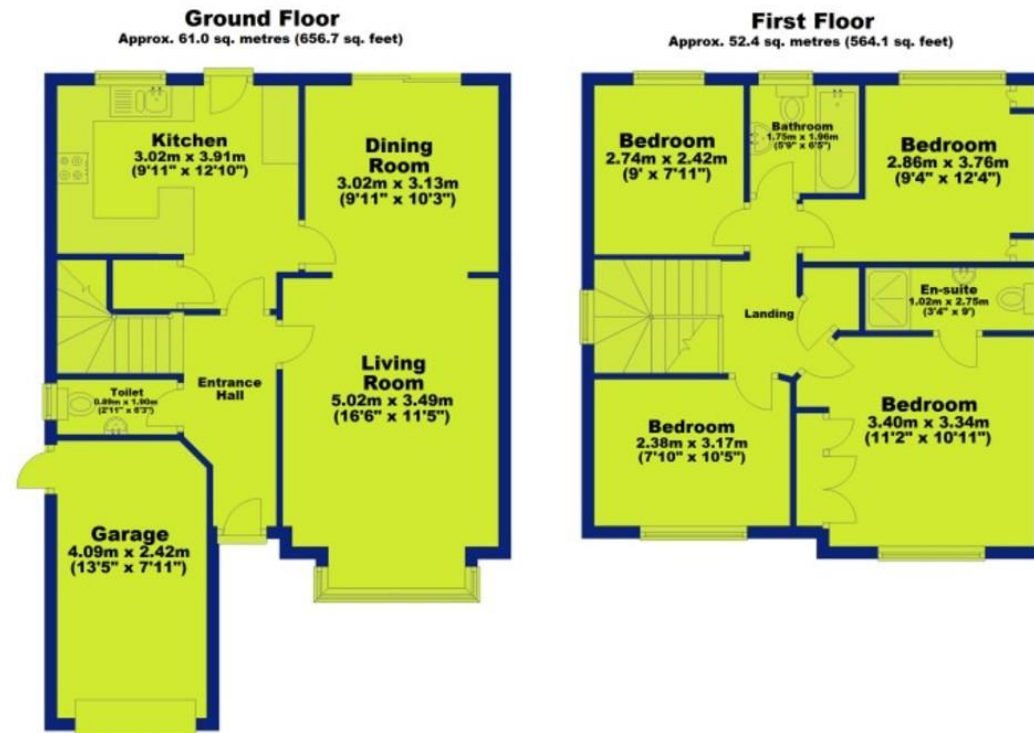 Ground Floor
Approx. 61.0 sq. metres (656.7 sq. feet)
Kitchen
3.02m x 3.91m
(9'11" x 12'10")
Dining
Room
3.02m x 3.13m
(9'11" x 10'3")
Living
Room
5.02m x 3.49m
(16'6" x 11'5")
Entrance
Hall
Toilet
0.89m x 1.90m
(2'11" x 6'3")
Garage
4.09m x 2.42m
(13'5" x 7'11")
First Floor
Approx. 52.4 sq. metres (564.1 sq. feet)
Bedroom
2.74m x 2.42m
(9' x 7'11")
Bathroom
1.75m x 1.96m
(5'9" x 6'5")
Bedroom
2.86m x 3.76m
(9'4" x 12'4")
En-suite
1.02m x 2.75m
(3'4" x 9')
Landing
Bedroom
2.38m x 3.17m
(7'10" x 10'5")
Bedroom
3.40m x 3.34m
(11'2" x 10'11")